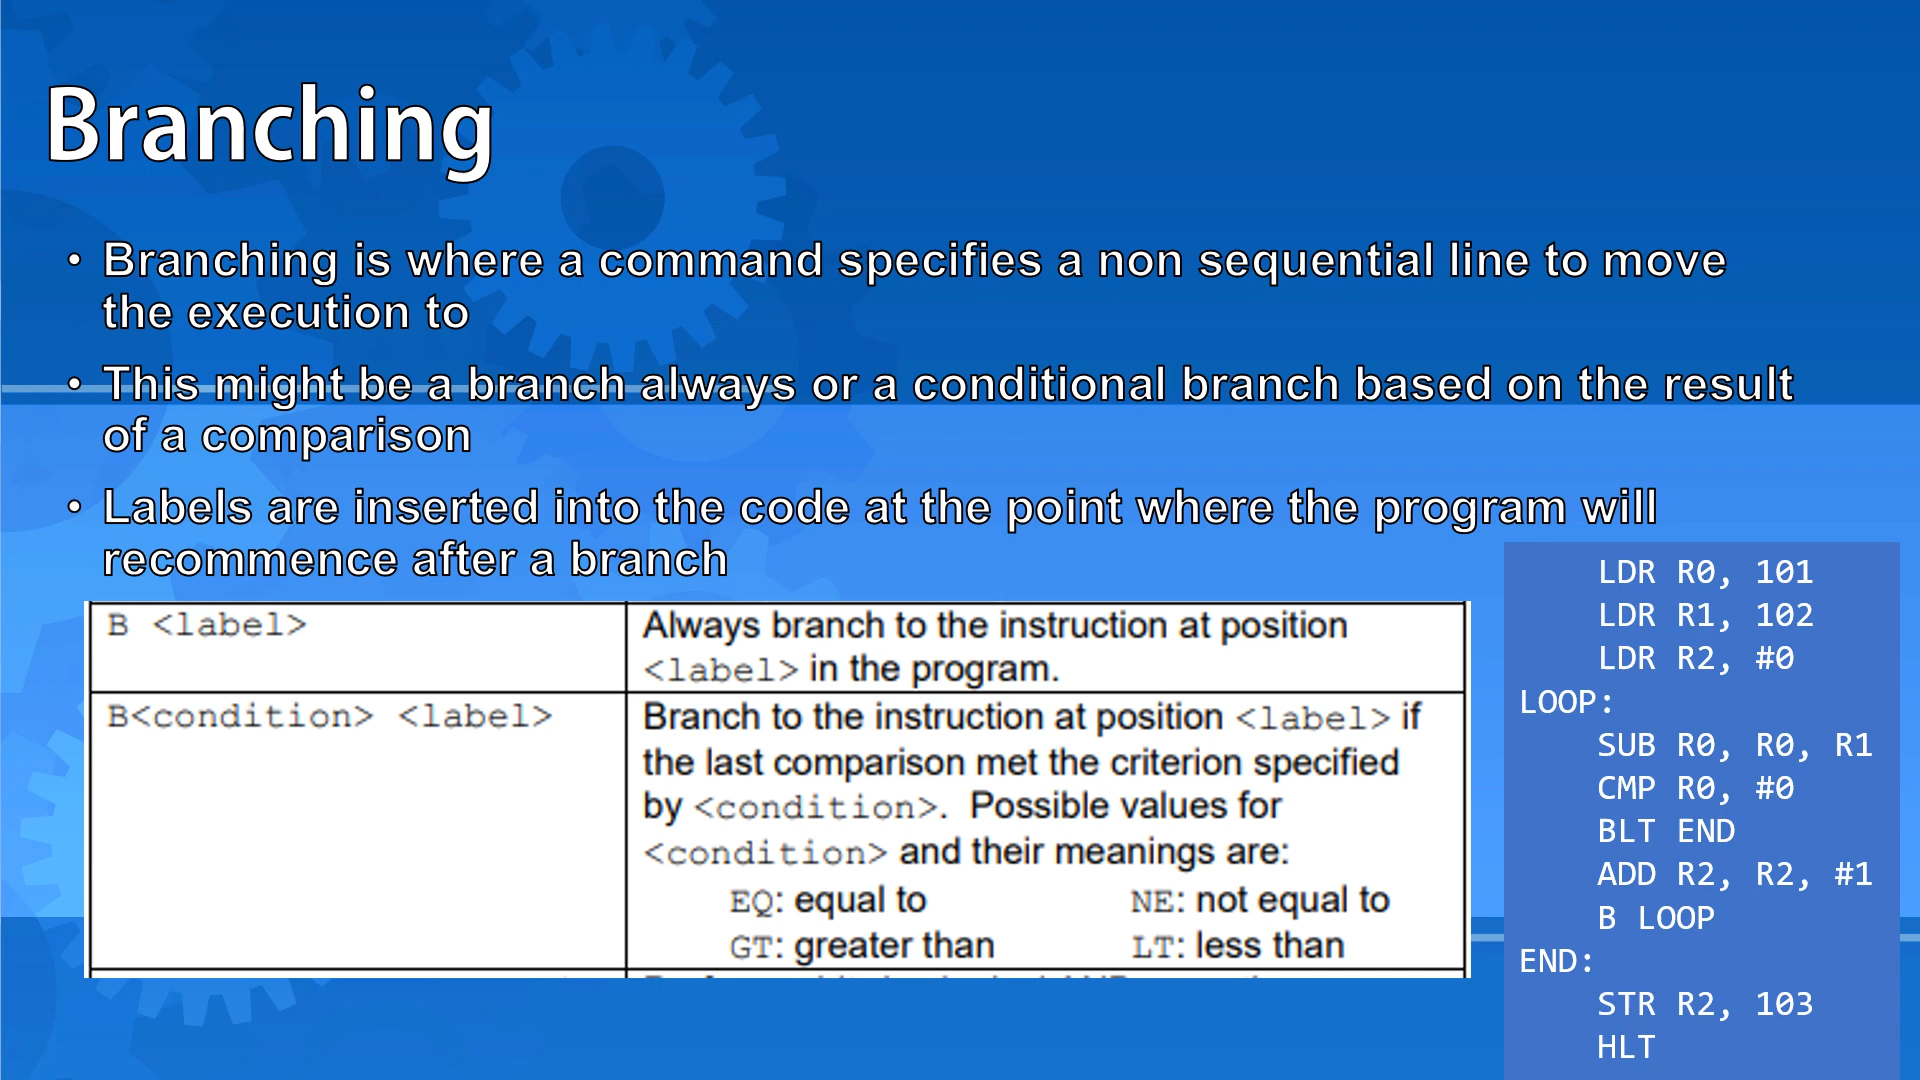 Branching
• Branching is where a command specifies a non sequential line to move
the execution to
• This might be a branch always or a conditional branch based on the result
of a comparison
• Labels are inserted into the code at the point where the program will
recommence after a branch
B <label>
Always branch to the instruction at position
<label> in the program.
B<condition> <label>
Branch to the instruction at position <label> if
the last comparison met the criterion specified
by <condition>. Possible values for
<condition> and their meanings are:
EQ: equal to NE: not equal to
GT: greater than LT: less than
LDR R0, 101
LDR R1, 102
LDR R2, #0
LOOP:
SUB R0, R0, R1
CMP R0, #0
BLT END
ADD R2, R2, #1
B LOOP
END:
STR R2, 103
HLT